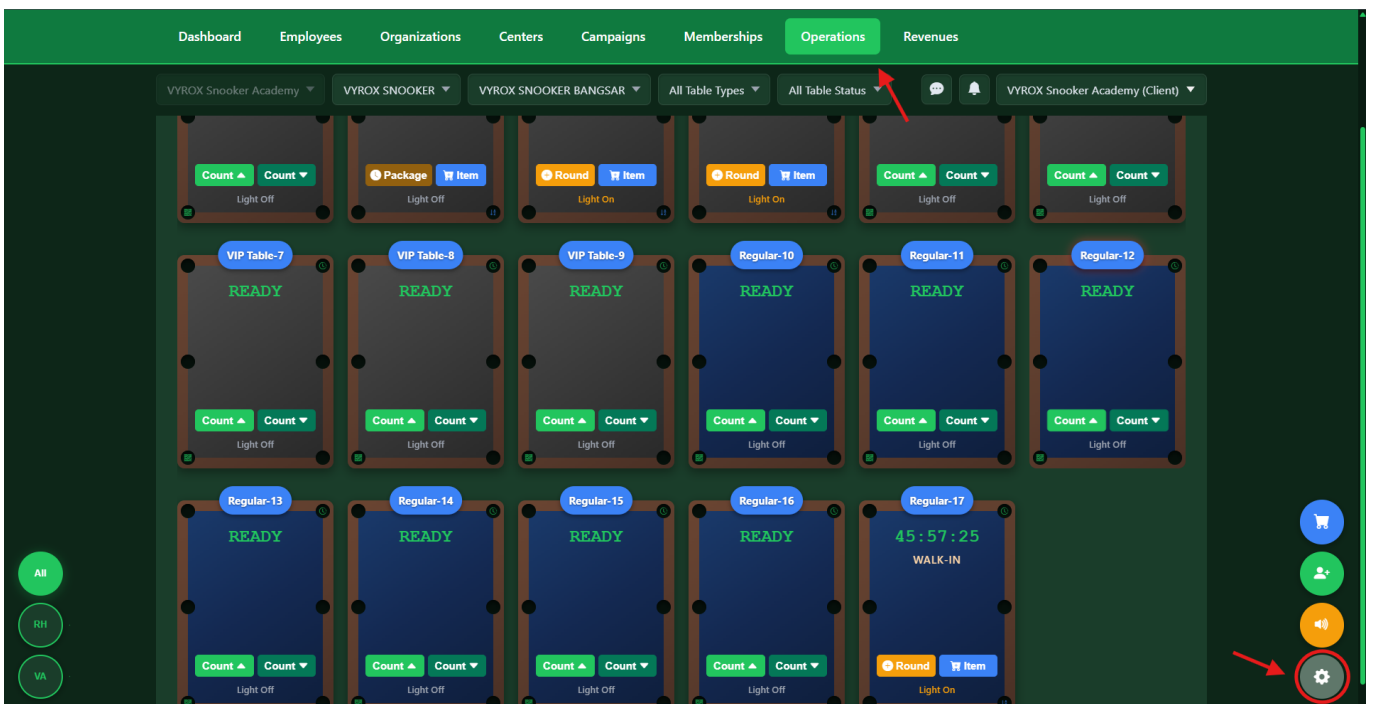 Dashboard Employees Organizations Centers Campaigns Memberships Operations Revenues
VYROX Snooker Academy VYROX SNOOKER VYROX SNOOKER BANGSAR All Table Types All Table Status VYROX Snooker Academy (Client)
Count Count Package Item Round Item Round Item Count Count Count Count
Light Off Light Off Light On Light On Light Off Light Off
VIP Table-7 VIP Table-8 VIP Table-9 Regular-10 Regular-11 Regular-12
READY READY READY READY READY READY
Count Count Count Count Count Count Count Count Count Count Count Count
Light Off Light Off Light Off Light Off Light Off Light Off
Regular-13 Regular-14 Regular-15 Regular-16 Regular-17
READY READY READY READY 45:57:25
WALK-IN
All
RH
Count Count Count Count Count Count Count Count Round Item
VA
Light Off Light Off Light Off Light Off Light On